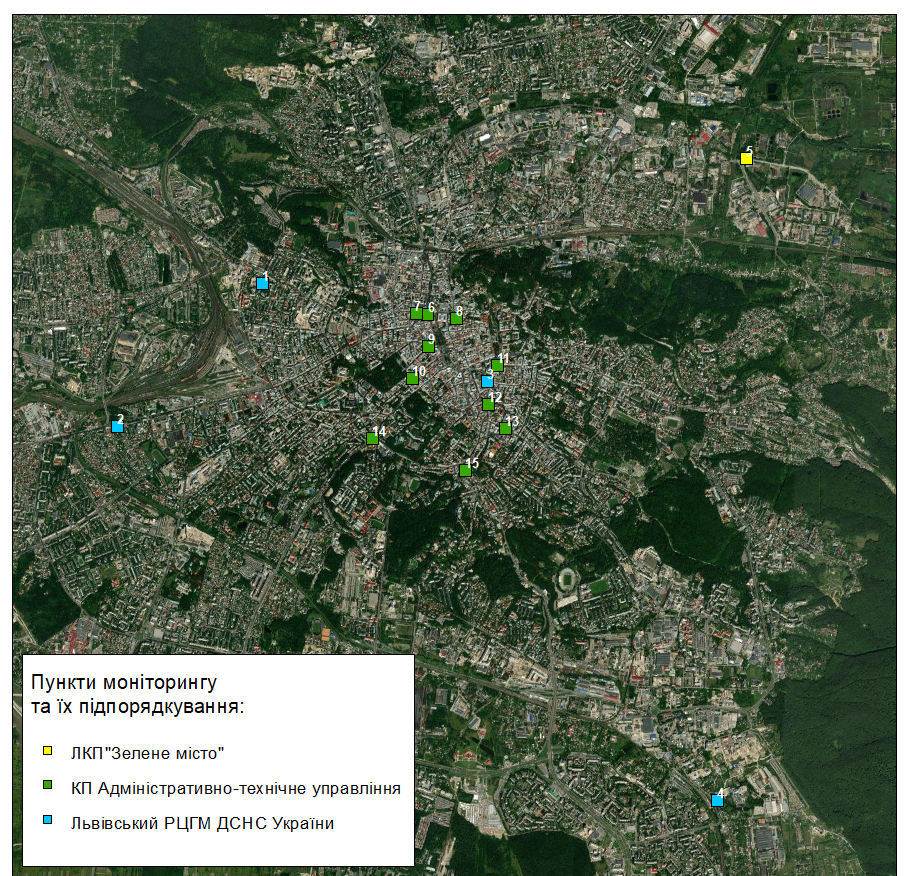 5
1
7 6 8
9
11
10
3
12
2
13
14
15
4
Пункти моніторингу
та їх підпорядкування:
ЛКП"Зелене місто"
КП Адміністративно-технічне управління
Львівський РЦГМ ДСНС України